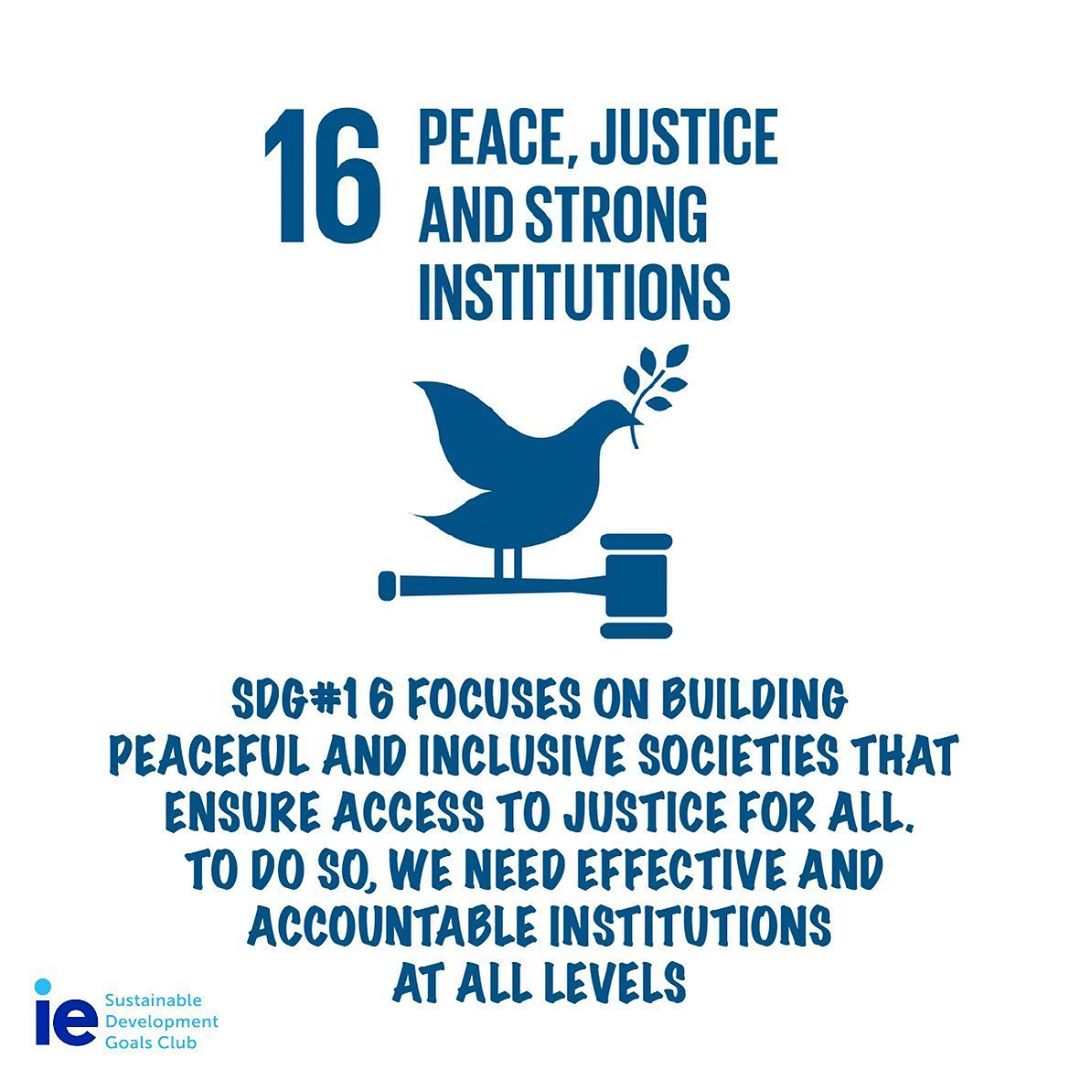 16 PEACE, JUSTICE
AND STRONG
INSTITUTIONS
SDG#1 6 FOCUSES ON BUILDING
PEACEFUL AND INCLUSIVE SOCIETIES THAT
ENSURE ACCESS TO JUSTICE FOR ALL.
TO DO SO, WE NEED EFFECTIVE AND
ACCOUNTABLE INSTITUTIONS
AT ALL LEVELS
ie
Sustainable
Development
Goals Club